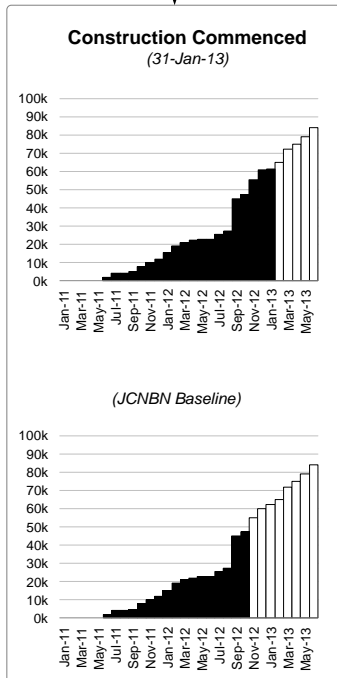 Construction Commenced
(31-Jan-13)
100k
90k
80k
70k
60k
50k
40k
30k
20k
10k
0k
Jan-11
Mar-11
May-11
Jul-11
Sep-11
Nov-11
Jan-12
Mar-12
May-12
Jul-12
Sep-12
Nov-12
Jan-13
Mar-13
May-13
(JCNBN Baseline)
100k
90k
80k
70k
60k
50k
40k
30k
20k
10k
0k
Jan-11
Mar-11
May-11
Jul-11
Sep-11
Nov-11
Jan-12
Mar-12
May-12
Jul-12
Sep-12
Nov-12
Jan-13
Mar-13
May-13